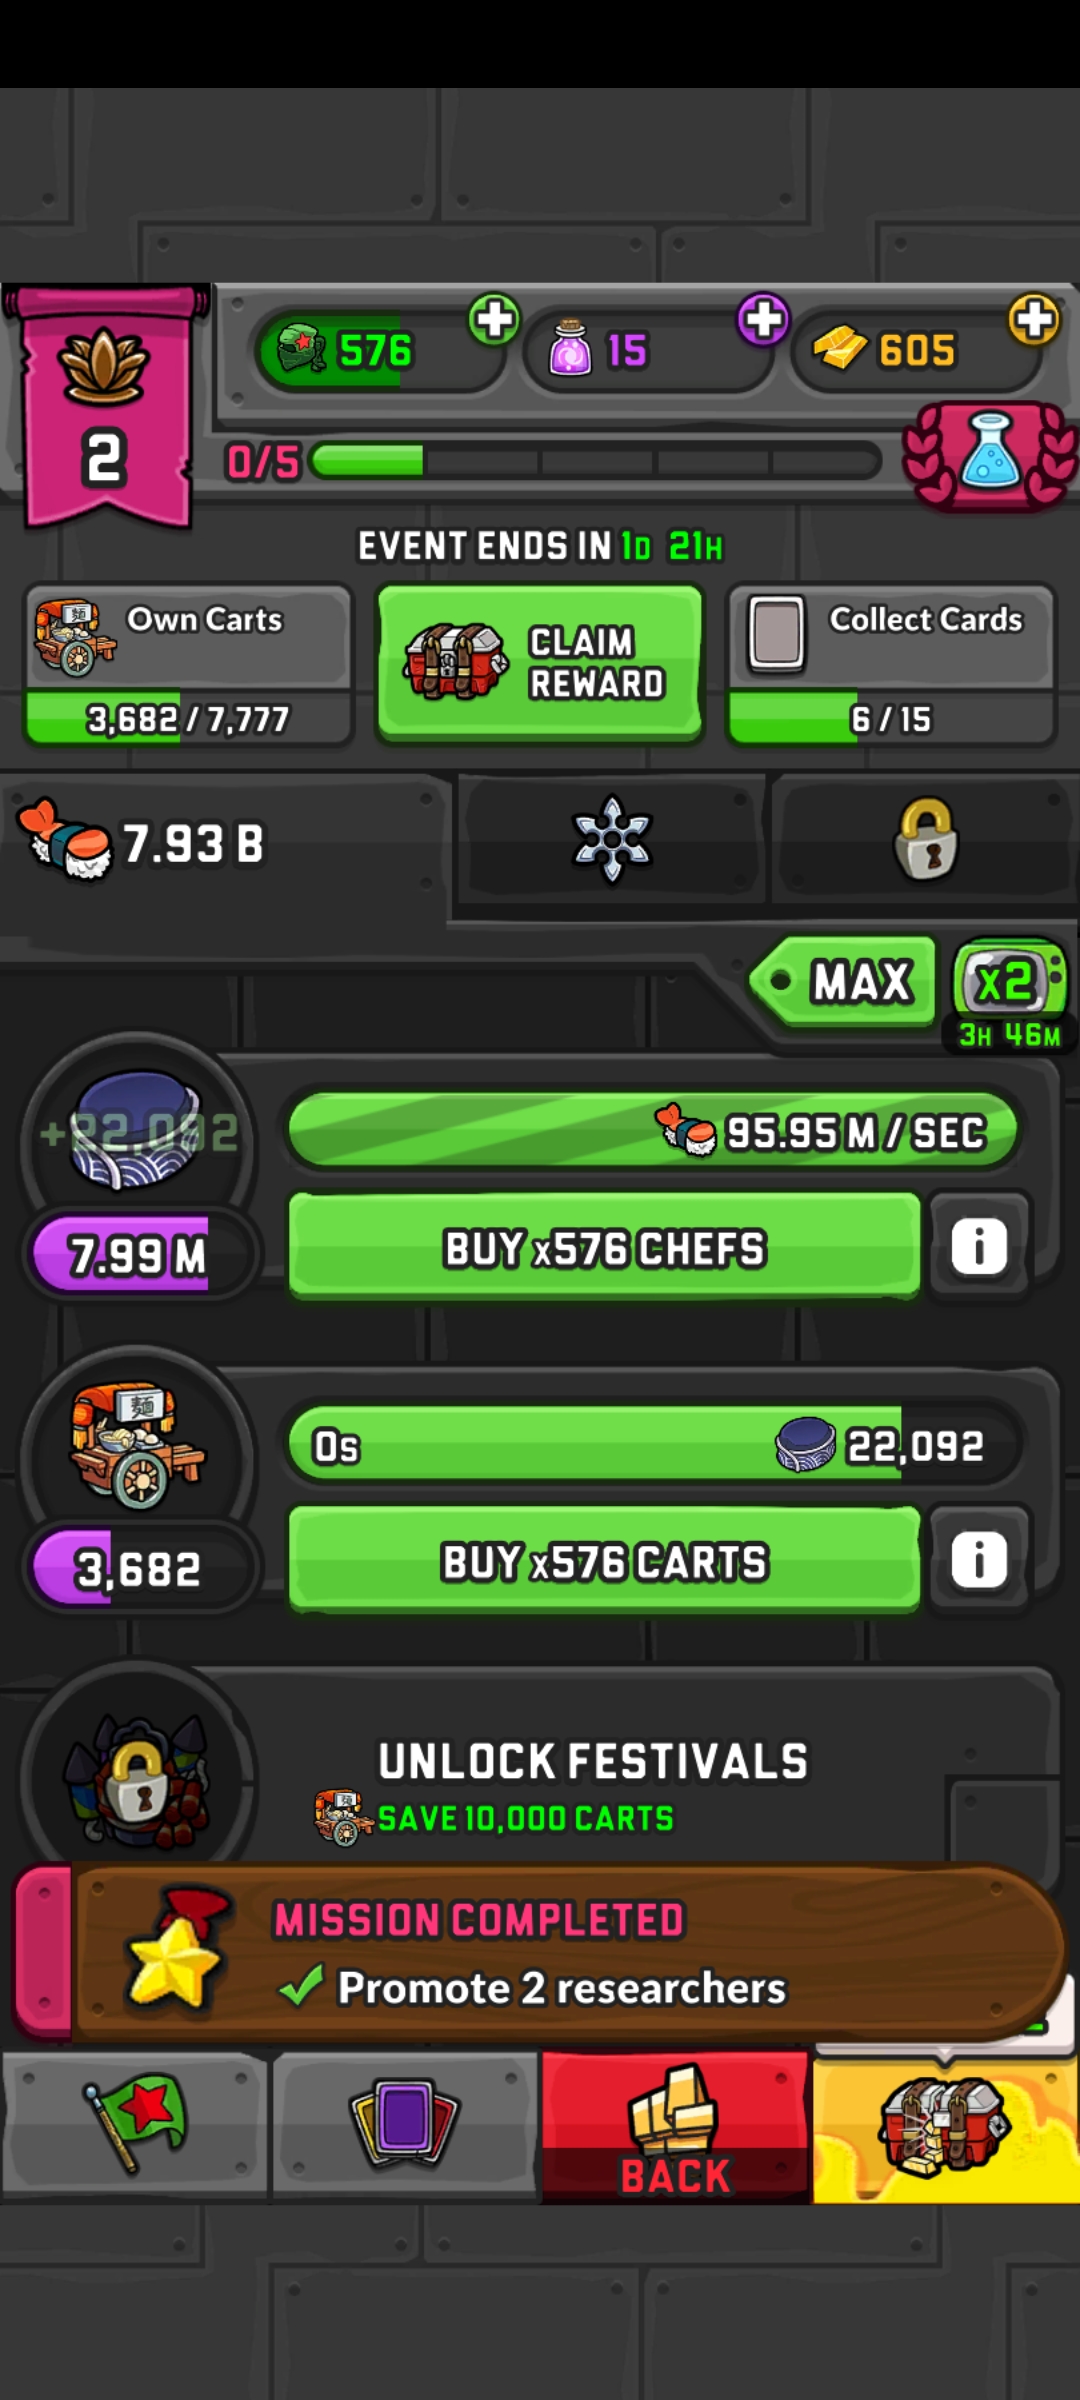 576
15
605
2
0/5
EVENT ENDS IN 1D 21H
Own Carts
3,682 / 7,777
CLAIM
REWARD
Collect Cards
6 / 15
7.93 B
MAX
x2
3H 46M
+22,092
95.95 M / SEC
7.99 M
BUY x576 CHEFS
i
麺
0s
22,092
3,682
BUY x576 CARTS
i
UNLOCK FESTIVALS
SAVE 10,000 CARTS
MISSION COMPLETED
Promote 2 researchers
BACK